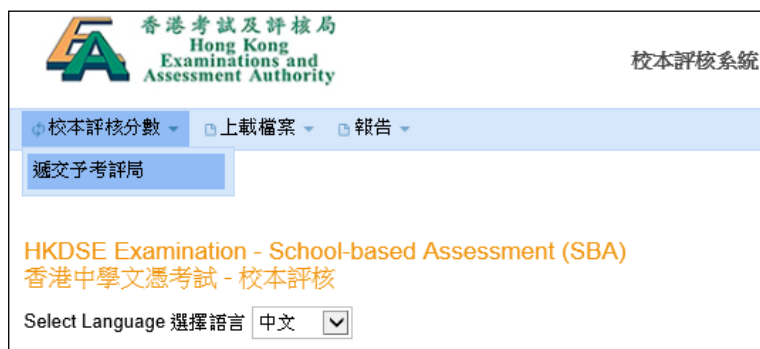 香港考試及評核局
Hong Kong
Examinations and
Assessment Authority
校本評核系統
校本評核分數 上載檔案 報告
遞交予考評局
HKDSE Examination - School-based Assessment (SBA)
香港中學文憑考試 - 校本評核
Select Language 選擇語言 中文